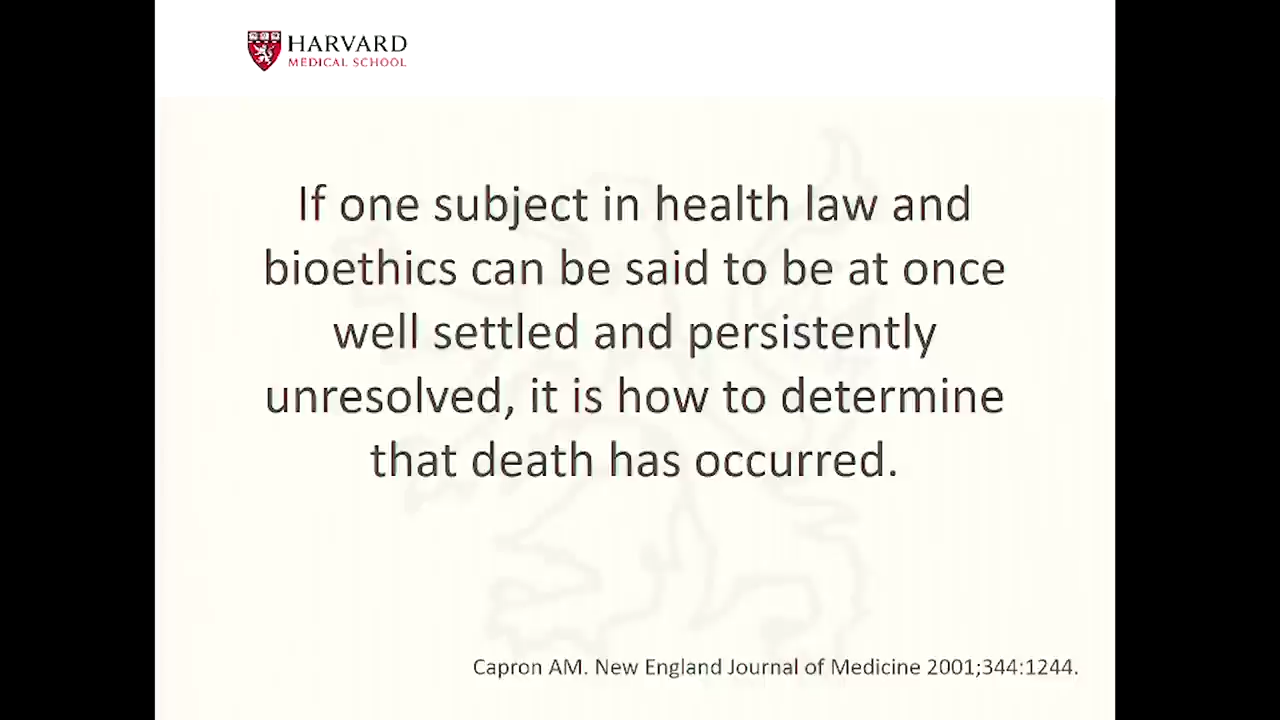 HARVARD
MEDICAL SCHOOL
If one subject in health law and
bioethics can be said to be at once
well settled and persistently
unresolved, it is how to determine
that death has occurred.
Capron AM. New England Journal of Medicine 2001;344:1244.